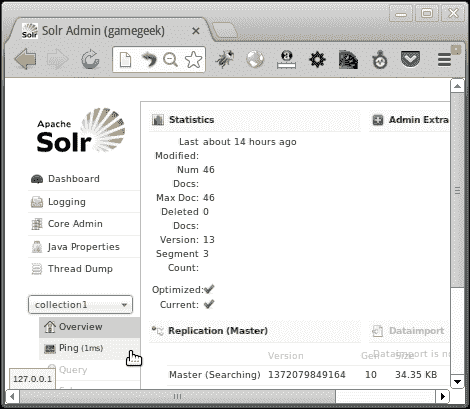 Solr Admin (gamegeek)
Apache
Solr
Dashboard
Logging
Core Admin
Java Properties
Thread Dump
collection1
Overview
Ping (1ms)
Query
127.0.0.1
Statistics
Last Modified: about 14 hours ago
Num Docs: 46
Max Doc: 46
Deleted Docs: 0
Version: 13
Segment Count: 3
Optimized:
Current:
Admin Extra
Replication (Master)
Version Gen Size
Master (Searching) 1372079849164 10 34.35 KB
Dataimport
Dataimport is n